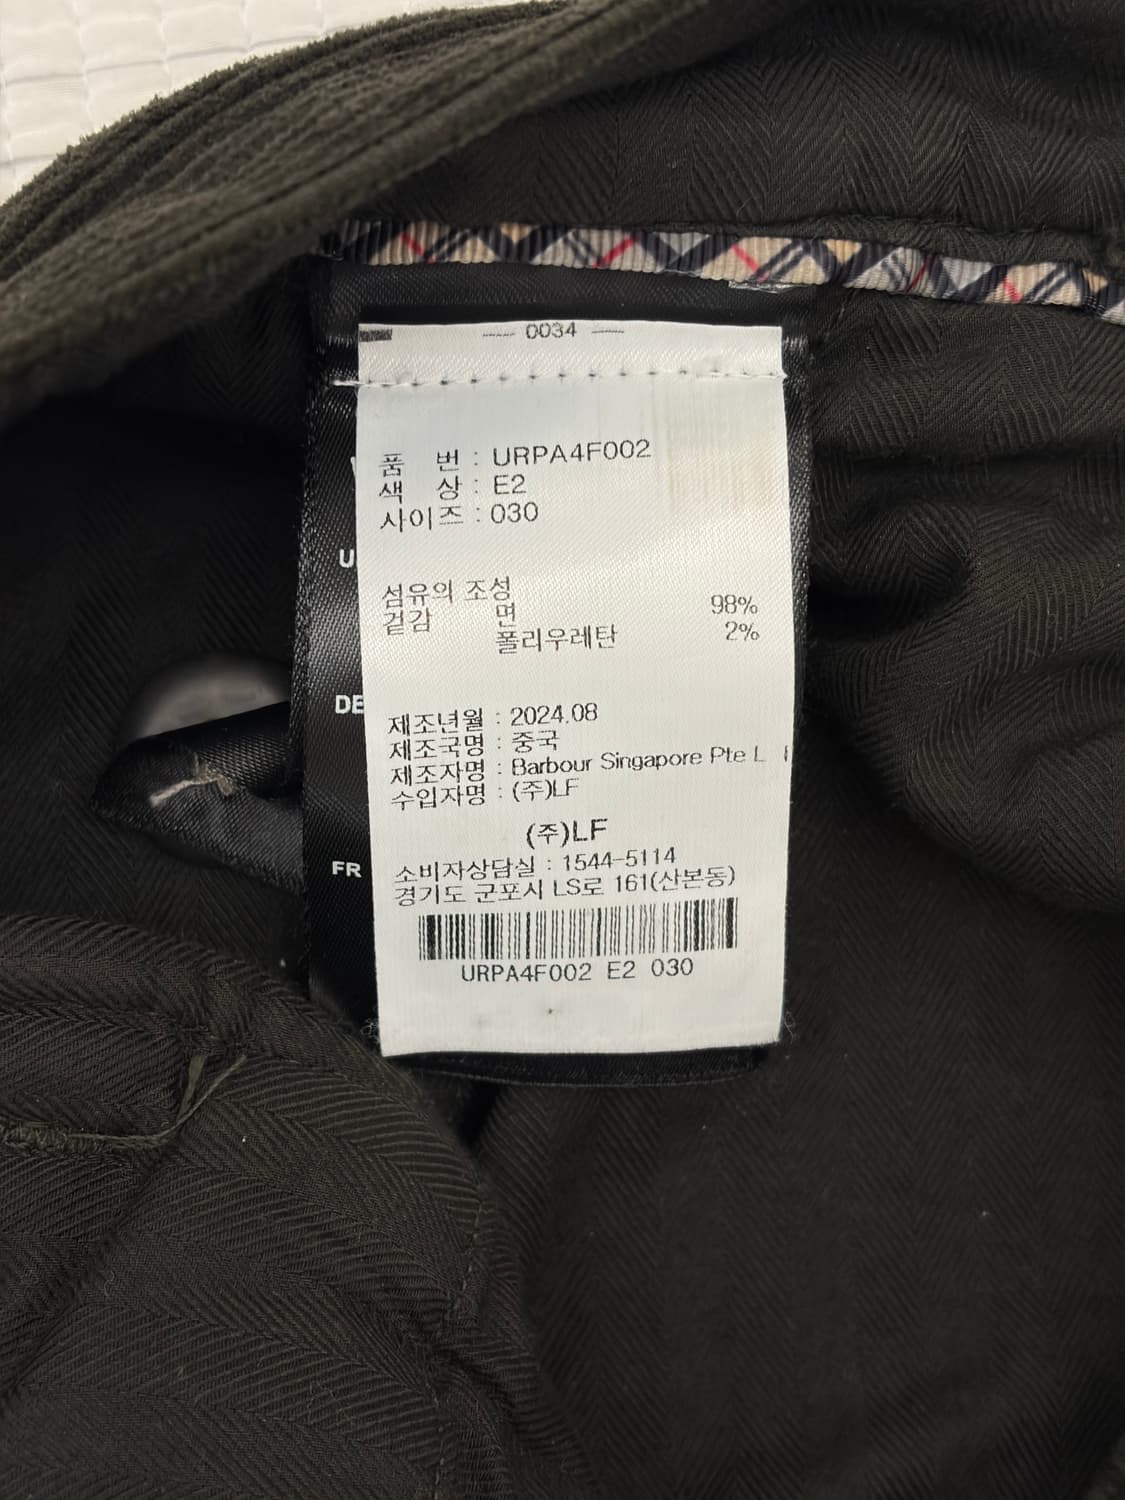 0034
품 번 : URPA4F002
색 상 : E2
사이즈 : 030
섬유의 조성
겉감 면 98%
폴리우레탄 2%
제조년월 : 2024.08
제조국명 : 중국
제조자명 : Barbour Singapore Pte L
수입자명 : (주)LF
(주)LF
소비자상담실 : 1544-5114
경기도 군포시 LS로 161(산본동)
URPA4F002 E2 030
U
DE
FR